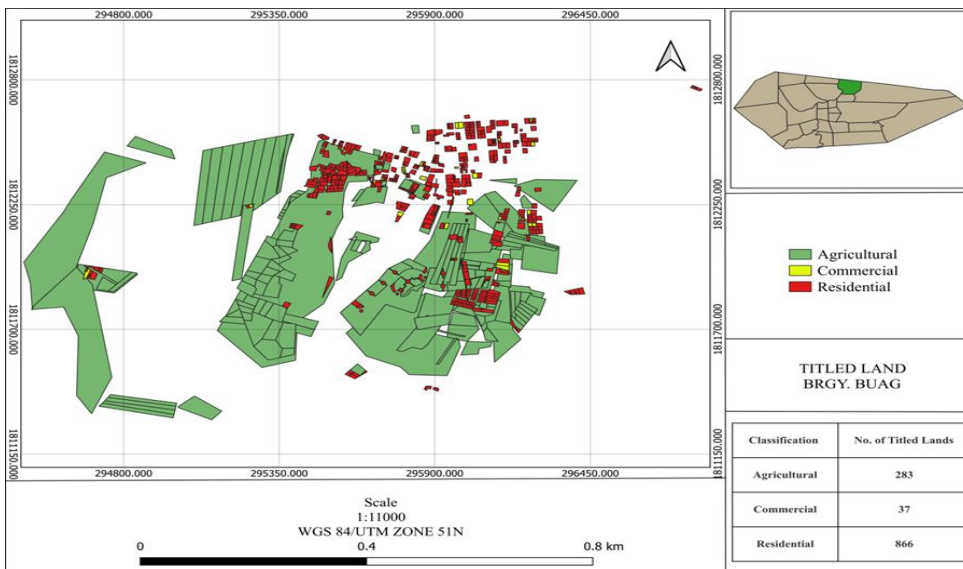 294800.000 295350.000 295900.000 296450.000
1812800.000 1812800.000
1812250.000 1812250.000
1811700.000 1811700.000
1811150.000 1811150.000
294800.000 295350.000 295900.000 296450.000
Scale
1:11000
WGS 84/UTM ZONE 51N
0 0.4 0.8 km
Agricultural
Commercial
Residential
TITLED LAND
BRGY. BUAG
Classification No. of Titled Lands
Agricultural 283
Commercial 37
Residential 866